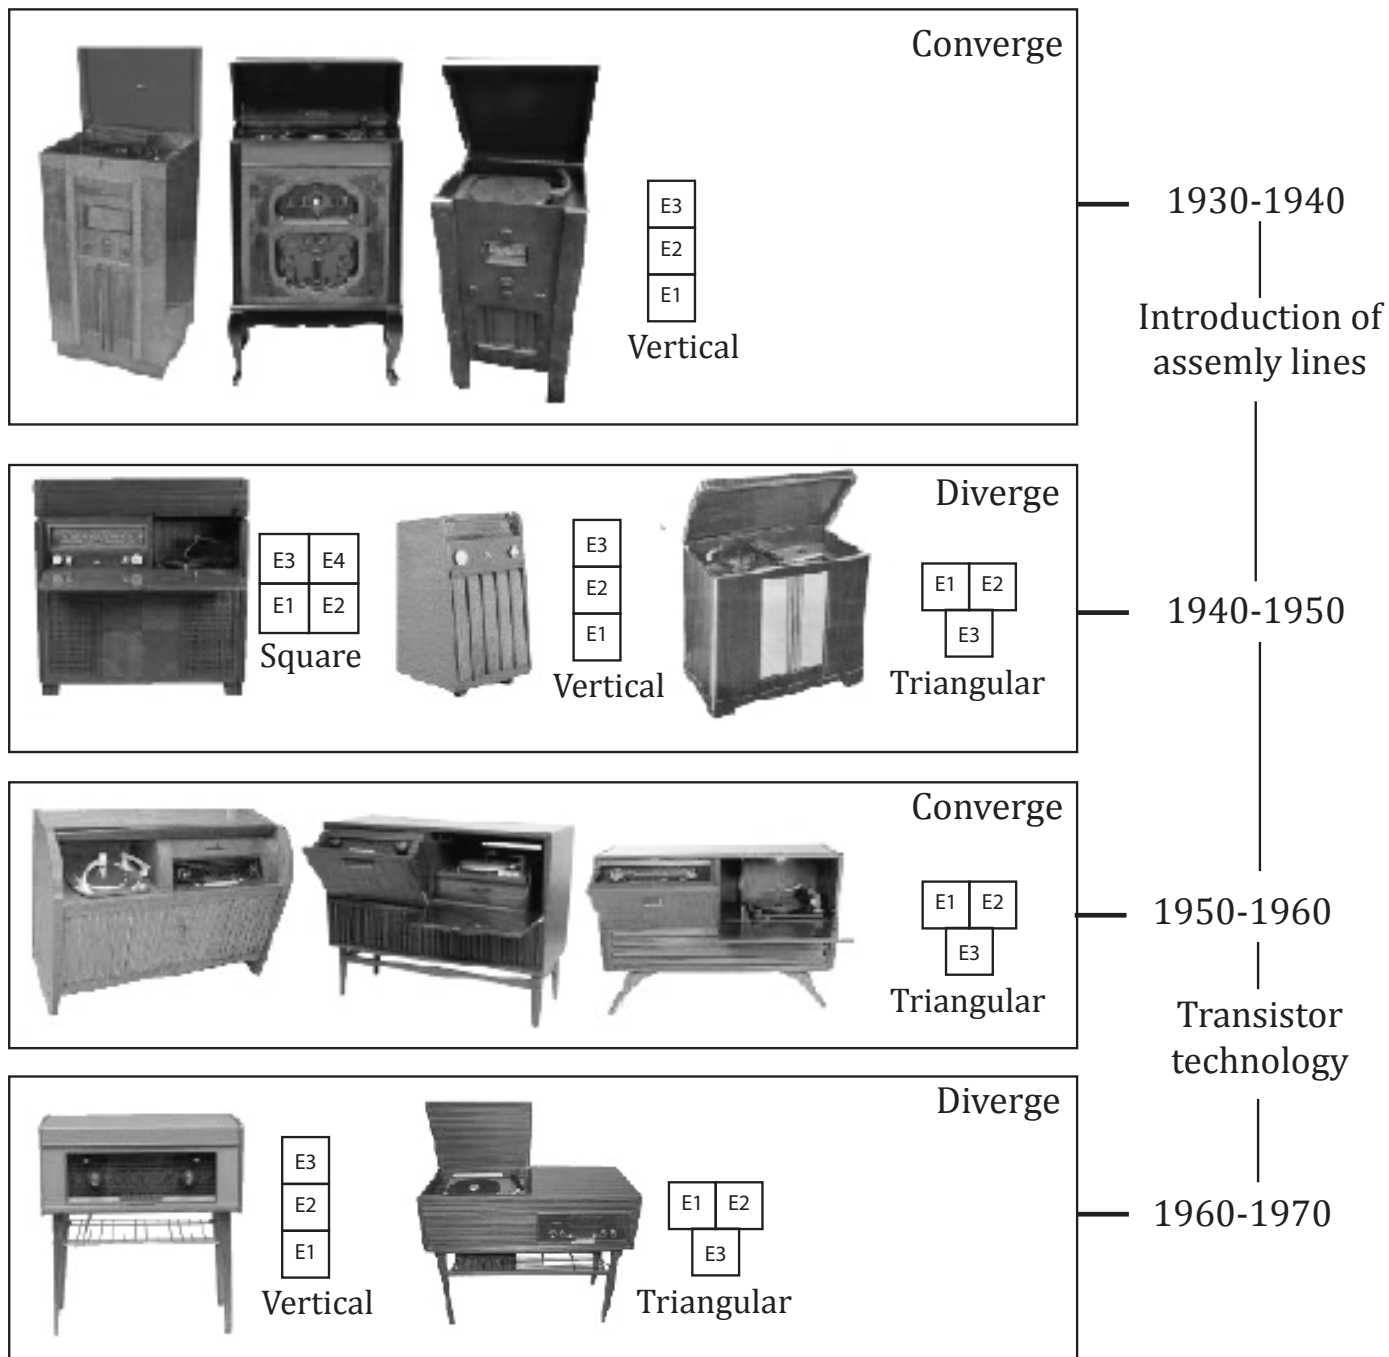 Converge
E3
E2
E1
Vertical
1930-1940
Introduction of
assemly lines
Diverge
E3 E4
E1 E2
Square
E3
E2
E1
Vertical
E1 E2
E3
Triangular
1940-1950
Converge
E1 E2
E3
Triangular
1950-1960
Transistor
technology
Diverge
E3
E2
E1
Vertical
E1 E2
E3
Triangular
1960-1970